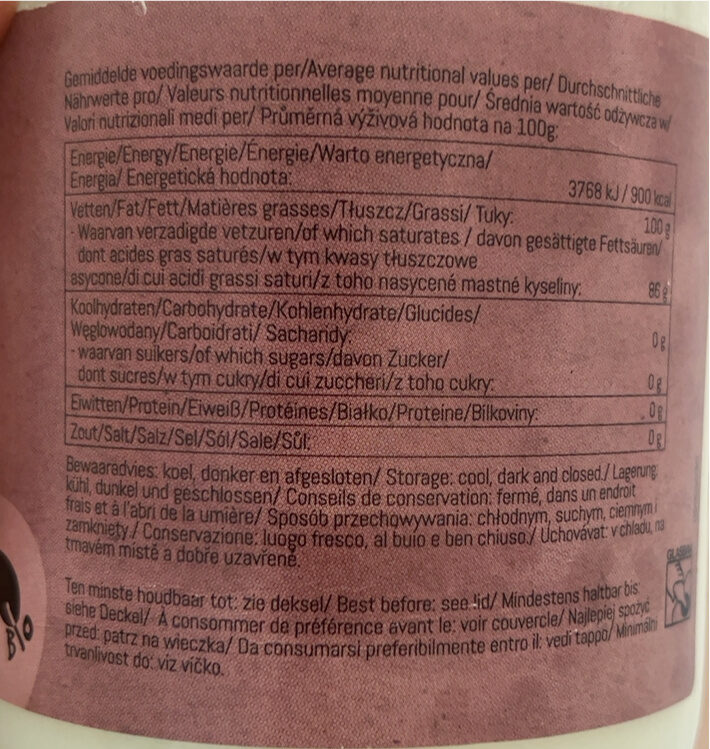 Gemiddelde voedingswaarde per/Average nutritional values per/ Durchschnittliche
Nährwerte pro/ Valeurs nutritionnelles moyenne pour/ Średnia wartość odżywcza w/
Valori nutrizionali medi per/ Průměrná výživová hodnota na 100g:
Energie/Energy/Energie/Énergie/Warto energetyczna/
Energia/ Energetická hodnota: 3768 kJ / 900 kcal
Vetten/Fat/Fett/Matières grasses/Tłuszcz/Grassi/ Tuky: 100 g
- Waarvan verzadigde vetzuren/of which saturates / davon gesättigte Fettsäuren/
dont acides gras saturés/w tym kwasy tłuszczowe
asycone/di cui acidi grassi saturi/z toho nasycené mastné kyseliny: 86 g
Koolhydraten/Carbohydrate/Kohlenhydrate/Glucides/
Węglowodany/Carboidrati/ Sacharidy: 0 g
- waarvan suikers/of which sugars/davon Zucker/
dont sucres/w tym cukry/di cui zuccheri/z toho cukry: 0 g
Eiwitten/Protein/Eiweiß/Protéines/Białko/Proteine/Bílkoviny: 0 g
Zout/Salt/Salz/Sel/Sól/Sale/Sůl: 0 g
Bewaaradvies: koel, donker en afgesloten/ Storage: cool, dark and closed./ Lagerung:
kühl, dunkel und geschlossen/ Conseils de conservation: fermé, dans un endroit
frais et à l'abri de la umière/ Sposób przechowywania: chłodnym, suchym, ciemnym i
zamknięty./ Conservazione: luogo fresco, al buio e ben chiuso./ Uchovávat: v chladu, na
tmavém místě a dobře uzavřené.
Ten minste houdbaar tot: zie deksel/ Best before: see lid/ Mindestens haltbar bis:
siehe Deckel/ À consommer de préférence avant le: voir couvercle/ Najlepiej spożyć
przed: patrz na wieczka/ Da consumarsi preferibilmente entro il: vedi tappo/ Minimální
trvanlivost do: viz víčko.
BIO